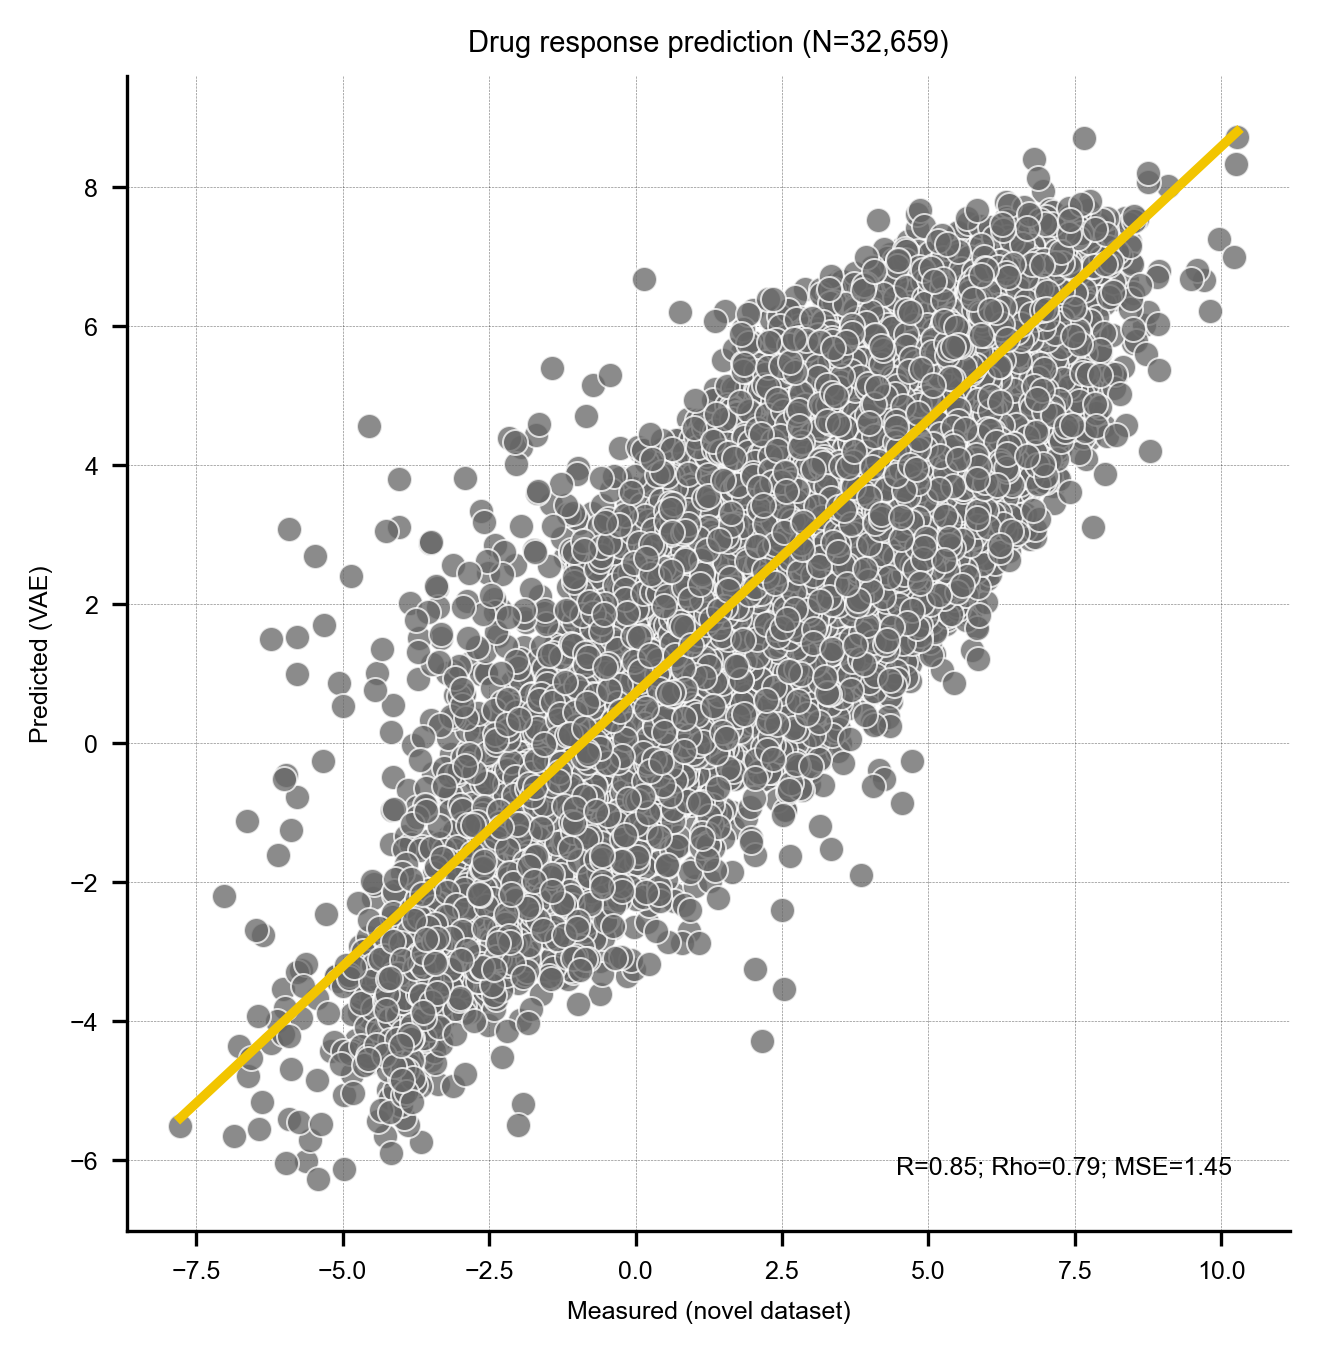 Drug response prediction (N=32,659)
8
6
4
2
0
−2
−4
−6
Predicted (VAE)
R=0.85; Rho=0.79; MSE=1.45
−7.5 −5.0 −2.5 0.0 2.5 5.0 7.5 10.0
Measured (novel dataset)